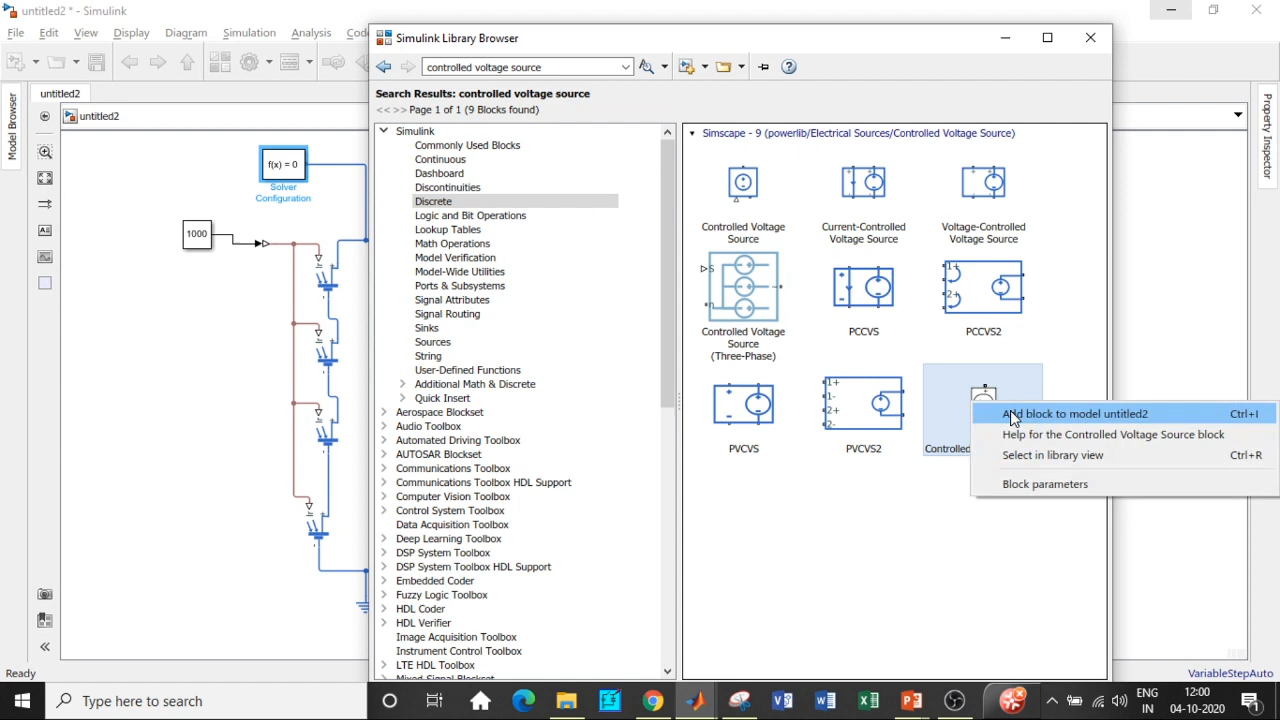 untitled2 * - Simulink
File Edit View Display Diagram Simulation Analysis
Simulink Library Browser
controlled voltage source
untitled2
Search Results: controlled voltage source
<< >> Page 1 of 1 (9 Blocks found)
Model Browser
untitled2
Property Inspector
Simulink
Commonly Used Blocks
Continuous
Dashboard
Discontinuities
Discrete
Logic and Bit Operations
Lookup Tables
Math Operations
Model Verification
Model-Wide Utilities
Ports & Subsystems
Signal Attributes
Signal Routing
Sinks
Sources
String
User-Defined Functions
Additional Math & Discrete
Quick Insert
Aerospace Blockset
Audio Toolbox
Automated Driving Toolbox
AUTOSAR Blockset
Communications Toolbox
Communications Toolbox HDL Support
Computer Vision Toolbox
Control System Toolbox
Data Acquisition Toolbox
Deep Learning Toolbox
DSP System Toolbox
DSP System Toolbox HDL Support
Embedded Coder
Fuzzy Logic Toolbox
HDL Coder
HDL Verifier
Image Acquisition Toolbox
Instrument Control Toolbox
LTE HDL Toolbox
Mixed-Signal Blockset
Simscape - 9 (powerlib/Electrical Sources/Controlled Voltage Source)
Controlled Voltage
Source
Current-Controlled
Voltage Source
Voltage-Controlled
Voltage Source
Controlled Voltage
Source
(Three-Phase)
PCCVS
PCCVS2
PVCVS
PVCVS2
Controlled
Add block to model untitled2 Ctrl+I
Help for the Controlled Voltage Source block
Select in library view Ctrl+R
Block parameters
f(x) = 0
Solver
Configuration
1000
Ready
VariableStepAuto
Type here to search
ENG
IN
12:00
04-10-2020